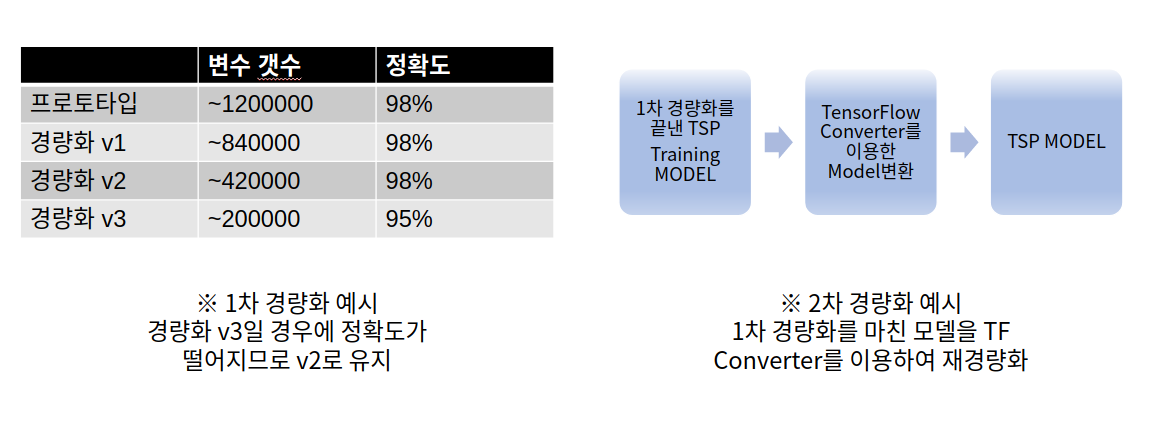 변수 갯수 정확도
프로토타입 ~1200000 98%
경량화 v1 ~840000 98%
경량화 v2 ~420000 98%
경량화 v3 ~200000 95%
※ 1차 경량화 예시
경량화 v3일 경우에 정확도가
떨어지므로 v2로 유지
1차 경량화를
끝낸 TSP
Training
MODEL
TensorFlow
Converter를
이용한
Model변환
TSP MODEL
※ 2차 경량화 예시
1차 경량화를 마친 모델을 TF
Converter를 이용하여 재경량화